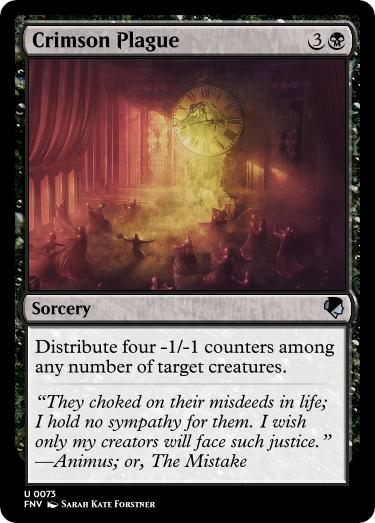 Crimson Plague 3
Sorcery
Distribute four -1/-1 counters among
any number of target creatures.
“They choked on their misdeeds in life;
I hold no sympathy for them. I wish
only my creators will face such justice.”
—Animus; or, The Mistake
U 0073
FNV Sarah Kate Forstner